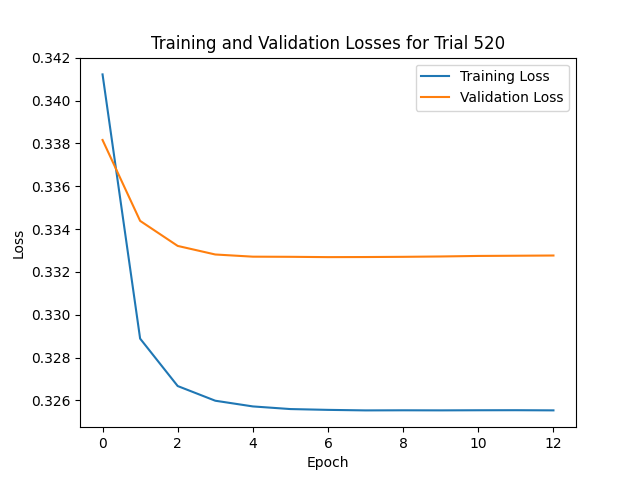 Training and Validation Losses for Trial 520
Training Loss
Validation Loss
0.342
0.340
0.338
0.336
0.334
0.332
0.330
0.328
0.326
Loss
0 2 4 6 8 10 12
Epoch